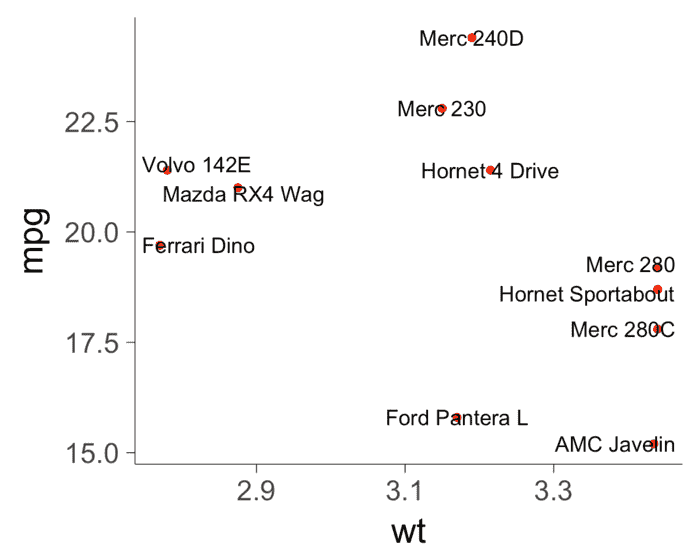 Merc 240D
Merc 230
22.5
Volvo 142E
Hornet 4 Drive
Mazda RX4 Wag
mpg
20.0
Ferrari Dino
Merc 280
Hornet Sportabout
17.5
Merc 280C
Ford Pantera L
AMC Javelin
15.0
2.9
3.1
3.3
wt